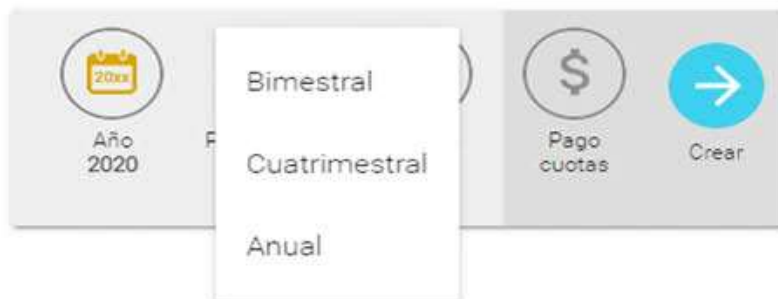 20xx
Año
2020
Bimestral
Cuatrimestral
Anual
$
Pago
cuotas
Crear